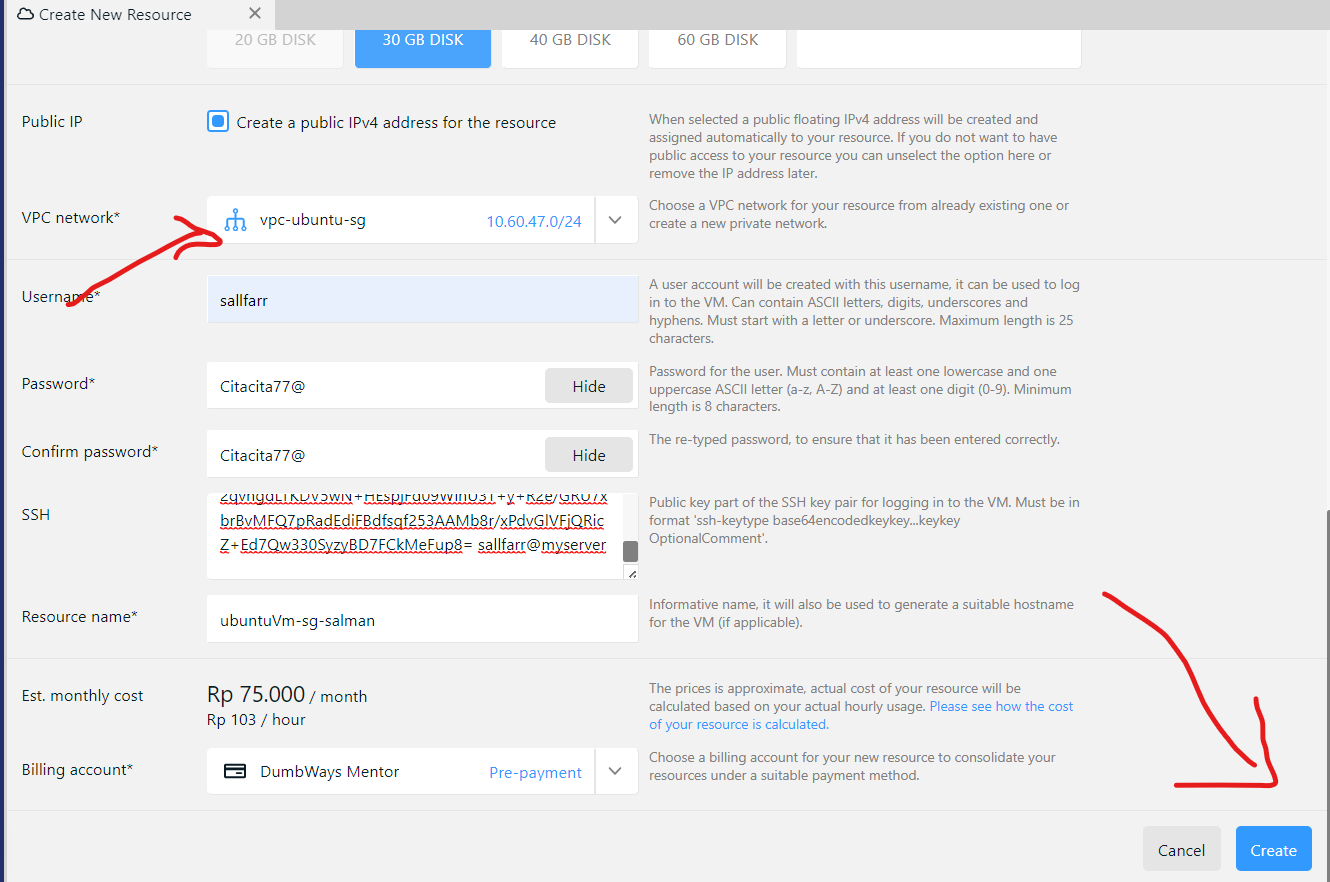 Create New Resource
20 GB DISK
30 GB DISK
40 GB DISK
60 GB DISK
Public IP
Create a public IPv4 address for the resource
When selected a public floating IPv4 address will be created and
assigned automatically to your resource. If you do not want to have
public access to your resource you can unselect the option here or
remove the IP address later.
VPC network*
vpc-ubuntu-sg
10.60.47.0/24
Choose a VPC network for your resource from already existing one or
create a new private network.
Username*
sallfarr
A user account will be created with this username, it can be used to log
in to the VM. Can contain ASCII letters, digits, underscores and
hyphens. Must start with a letter or underscore. Maximum length is 25
characters.
Password*
Citacita77@
Hide
Password for the user. Must contain at least one lowercase and one
uppercase ASCII letter (a-z, A-Z) and at least one digit (0-9). Minimum
length is 8 characters.
Confirm password*
Citacita77@
Hide
The re-typed password, to ensure that it has been entered correctly.
SSH
brBvMFQ7pRadEdiFBdfsqf253AAMb8r/xPdvGlVFjQRic
Z+Ed7Qw330SyzyBD7FCkMeFup8= sallfarr@myserver
Public key part of the SSH key pair for logging in to the VM. Must be in
format 'ssh-keytype base64encodedkeykey...keykey
OptionalComment'.
Resource name*
ubuntuVm-sg-salman
Informative name, it will also be used to generate a suitable hostname
for the VM (if applicable).
Est. monthly cost
Rp 75.000 / month
Rp 103 / hour
The prices is approximate, actual cost of your resource will be
calculated based on your actual hourly usage. Please see how the cost
of your resource is calculated.
Billing account*
DumbWays Mentor
Pre-payment
Choose a billing account for your new resource to consolidate your
resources under a suitable payment method.
Cancel
Create